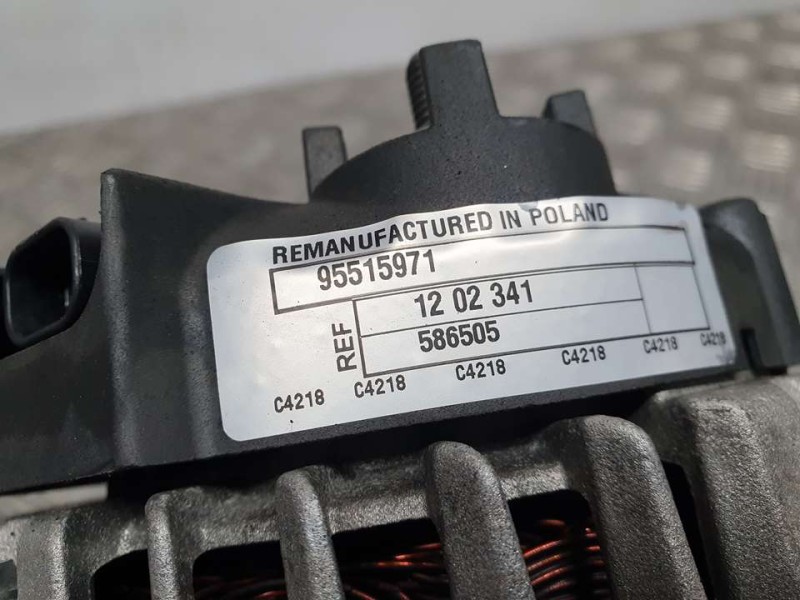 REMANUFACTURED IN POLAND
95515971
REF
12 02 341
586505
C4218 C4218 C4218 C4218 C4218 C4218